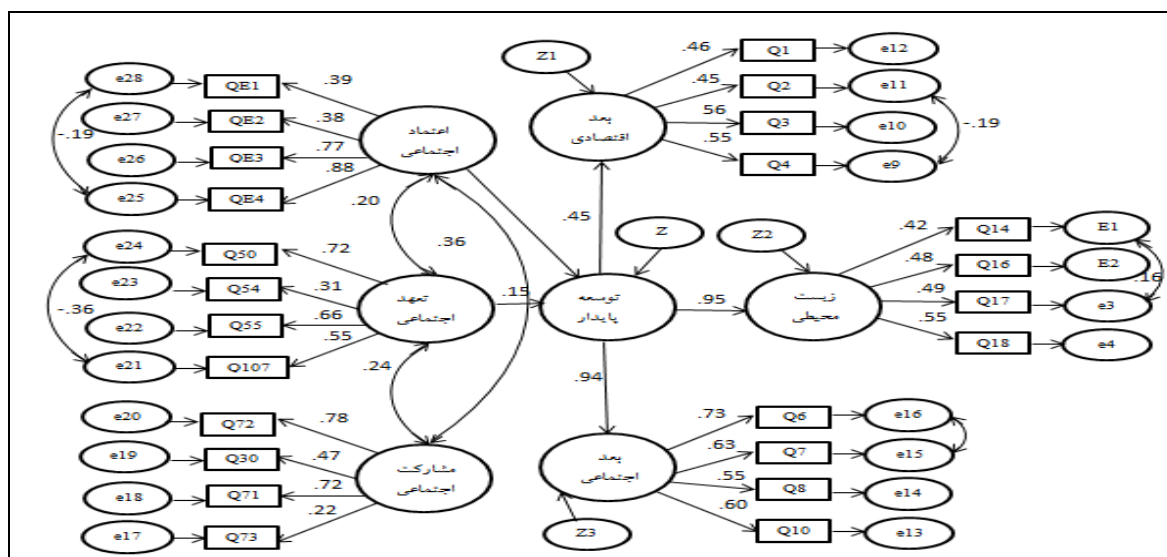 e28
QE1
.39
e27
QE2
.38
e26
QE3
.77
e25
QE4
.88
-.19
اعتماد
اجتماعی
.20
.36
e24
Q50
.72
e23
Q54
.31
e22
Q55
.66
e21
Q107
.55
-.36
تعهد
اجتماعی
.15
.24
e20
Q72
.78
e19
Q30
.47
e18
Q71
.72
e17
Q73
.22
مشارکت
اجتماعی
Z1
بعد
اقتصادی
.46
Q1
e12
.45
Q2
e11
56
Q3
e10
.55
Q4
e9
-.19
.45
Z
توسعه
پایدار
.95
Z2
زیست
محیطی
.42
Q14
E1
.48
Q16
E2
.49
Q17
e3
.16
.55
Q18
e4
.94
بعد
اجتماعی
Z3
.73
Q6
e16
.63
Q7
e15
.55
Q8
e14
.60
Q10
e13